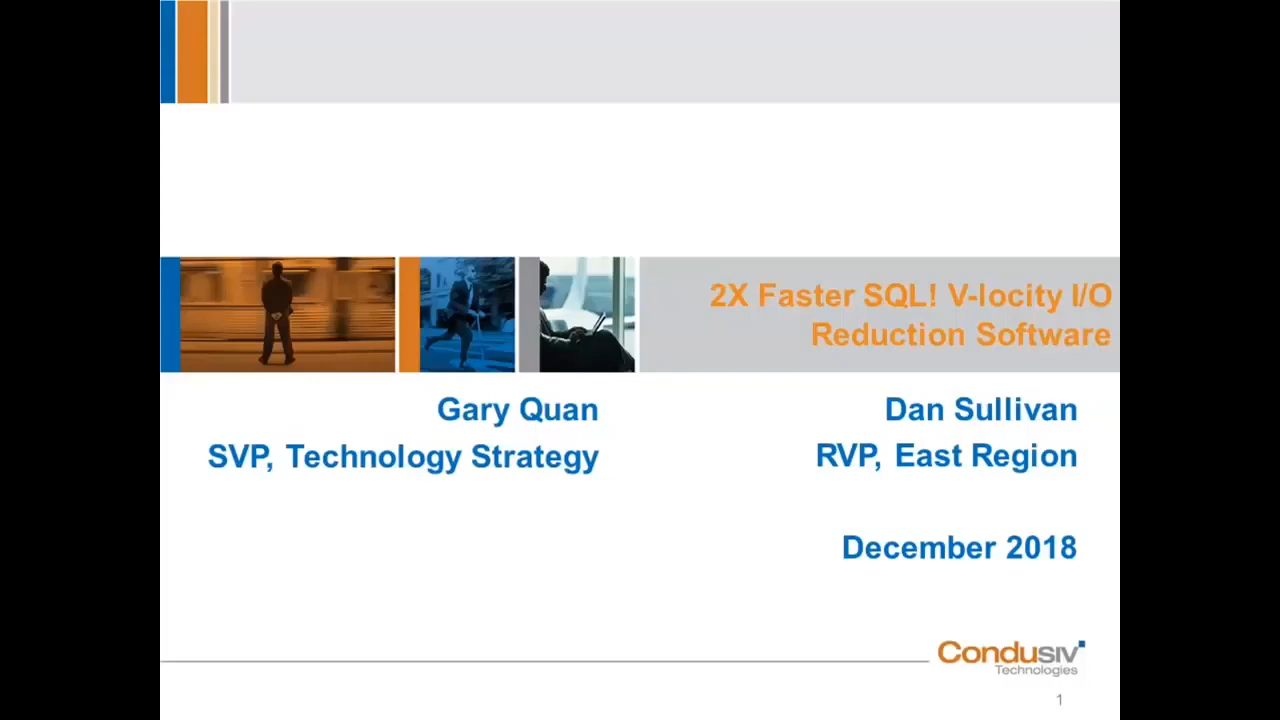 2X Faster SQL! V-locity I/O
Reduction Software
Gary Quan
SVP, Technology Strategy
Dan Sullivan
RVP, East Region
December 2018
Condusiv
Technologies
1